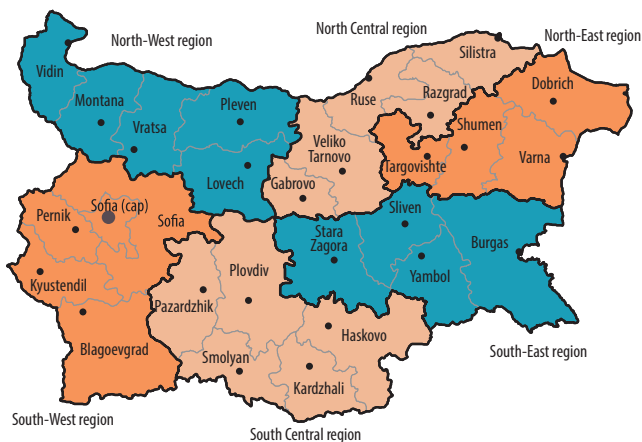 North Central region
North-East region
North-West region
Silistra
Vidin
Dobrich
Montana
Pleven
Ruse
Razgrad
Vratsa
Shumen
Veliko
Tarnovo
Varna
Lovech
Targovishte
Gabrovo
Sofia (cap)
Pernik
Sofia
Sliven
Stara
Zagora
Burgas
Plovdiv
Kyustendil
Yambol
Pazardzhik
Haskovo
Blagoevgrad
Smolyan
South-East region
Kardzhali
South-West region
South Central region